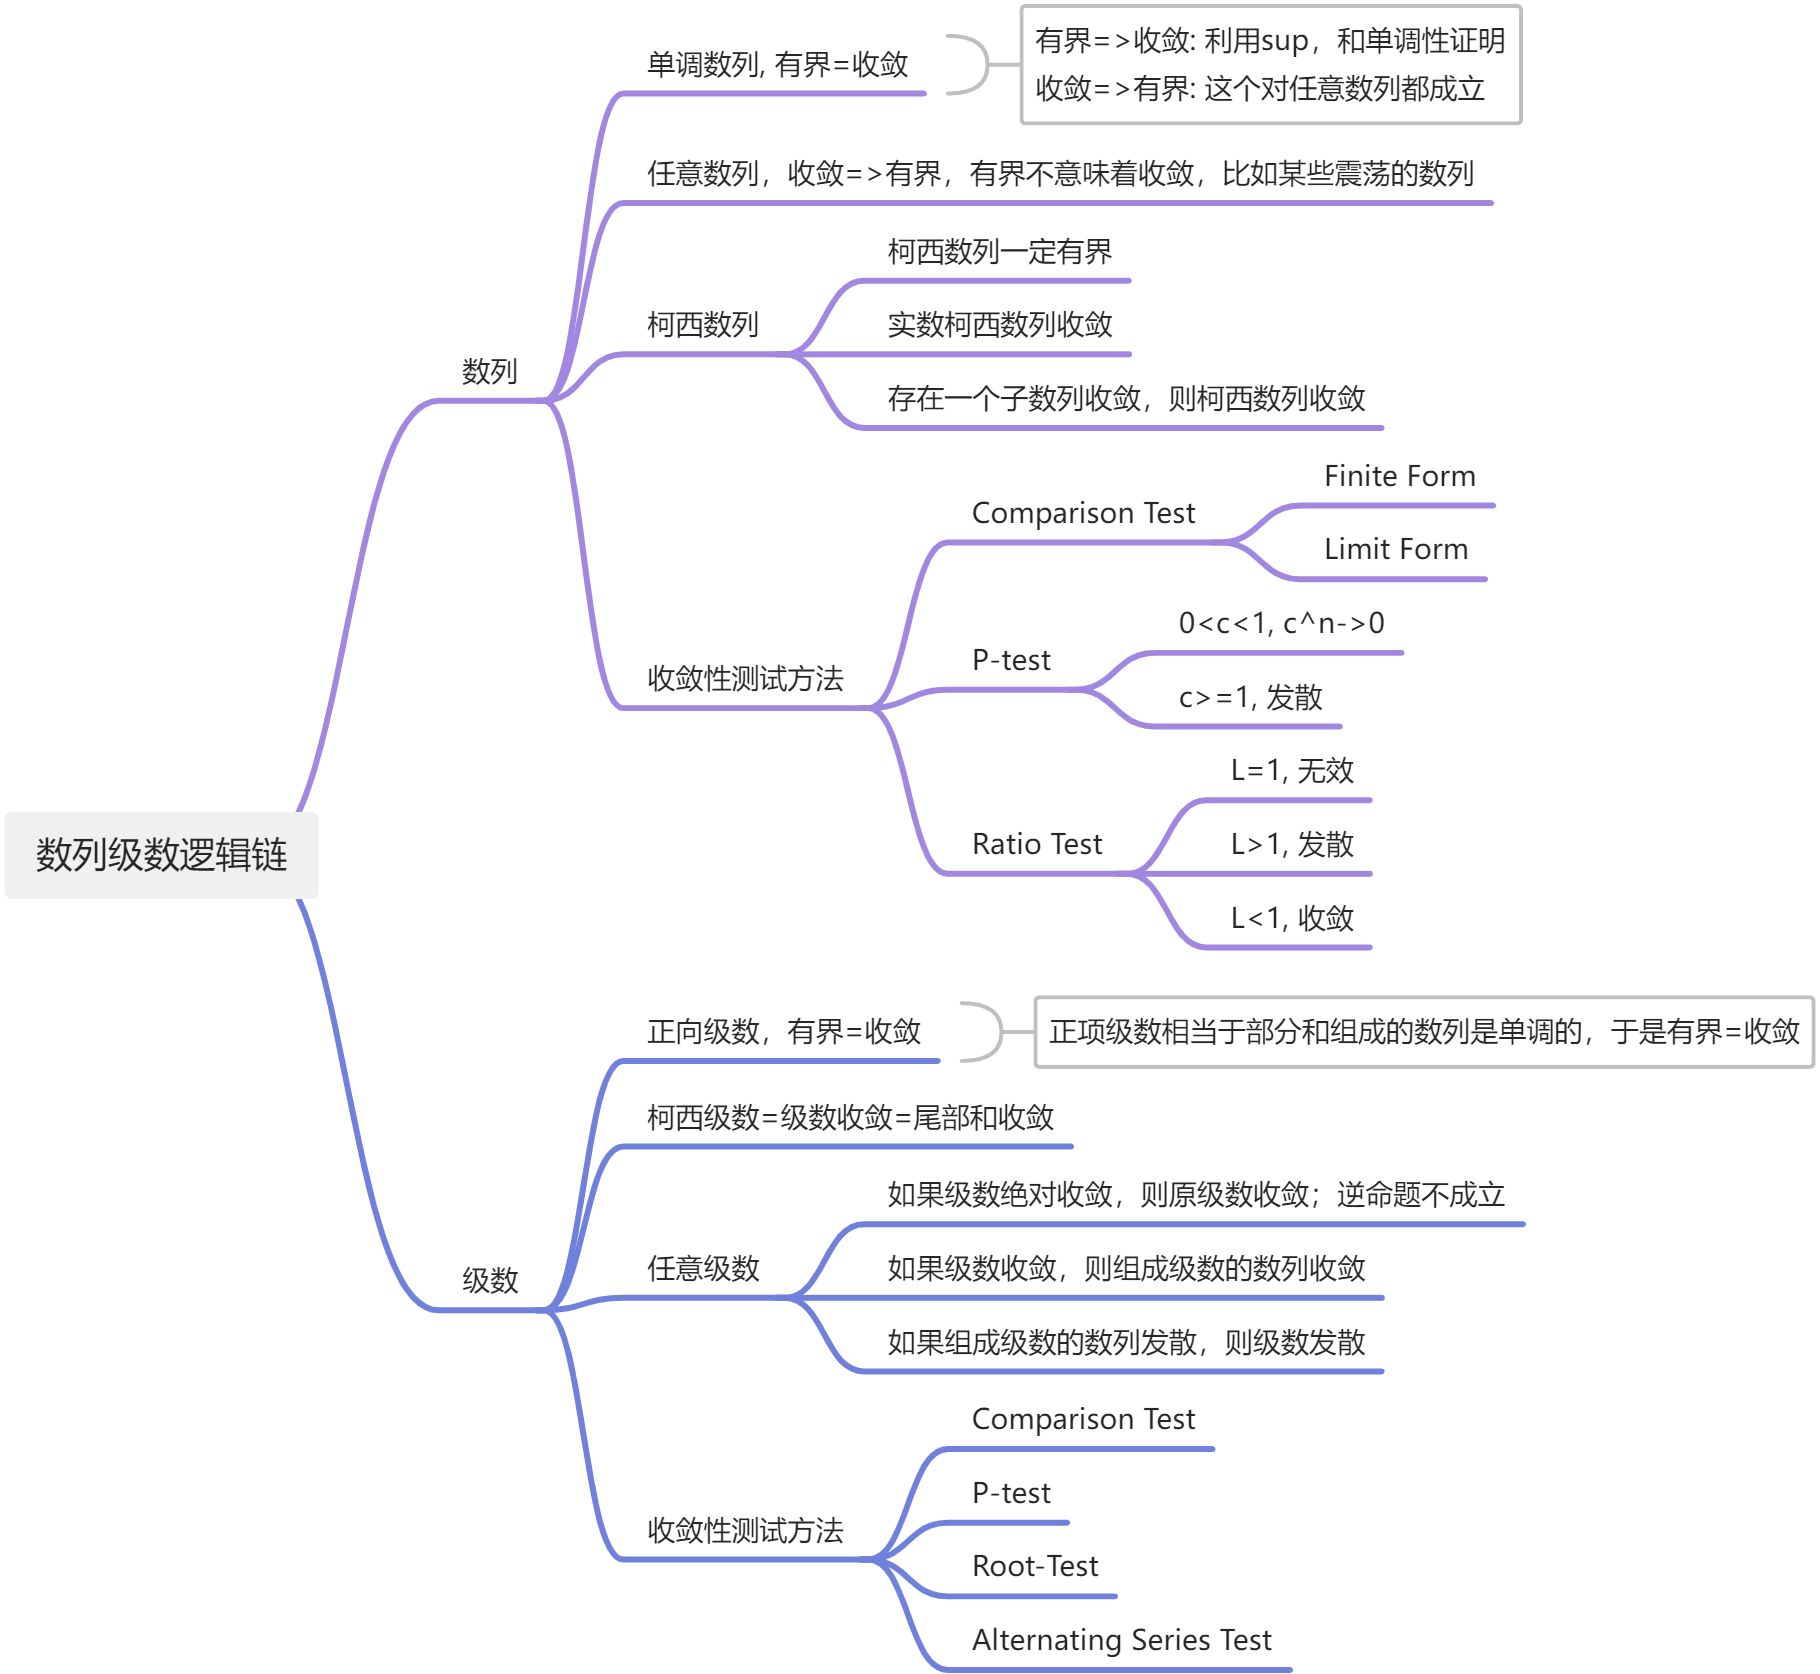 数列级数逻辑链
数列
单调数列, 有界=收敛
有界=>收敛: 利用sup，和单调性证明
收敛=>有界: 这个对任意数列都成立
任意数列，收敛=>有界，有界不意味着收敛，比如某些震荡的数列
柯西数列
柯西数列一定有界
实数柯西数列收敛
存在一个子数列收敛，则柯西数列收敛
收敛性测试方法
Comparison Test
Finite Form
Limit Form
P-test
0<c<1, c^n->0
c>=1, 发散
Ratio Test
L=1, 无效
L>1, 发散
L<1, 收敛
级数
正向级数，有界=收敛
正项级数相当于部分和组成的数列是单调的，于是有界=收敛
柯西级数=级数收敛=尾部和收敛
任意级数
如果级数绝对收敛，则原级数收敛；逆命题不成立
如果级数收敛，则组成级数的数列收敛
如果组成级数的数列发散，则级数发散
收敛性测试方法
Comparison Test
P-test
Root-Test
Alternating Series Test